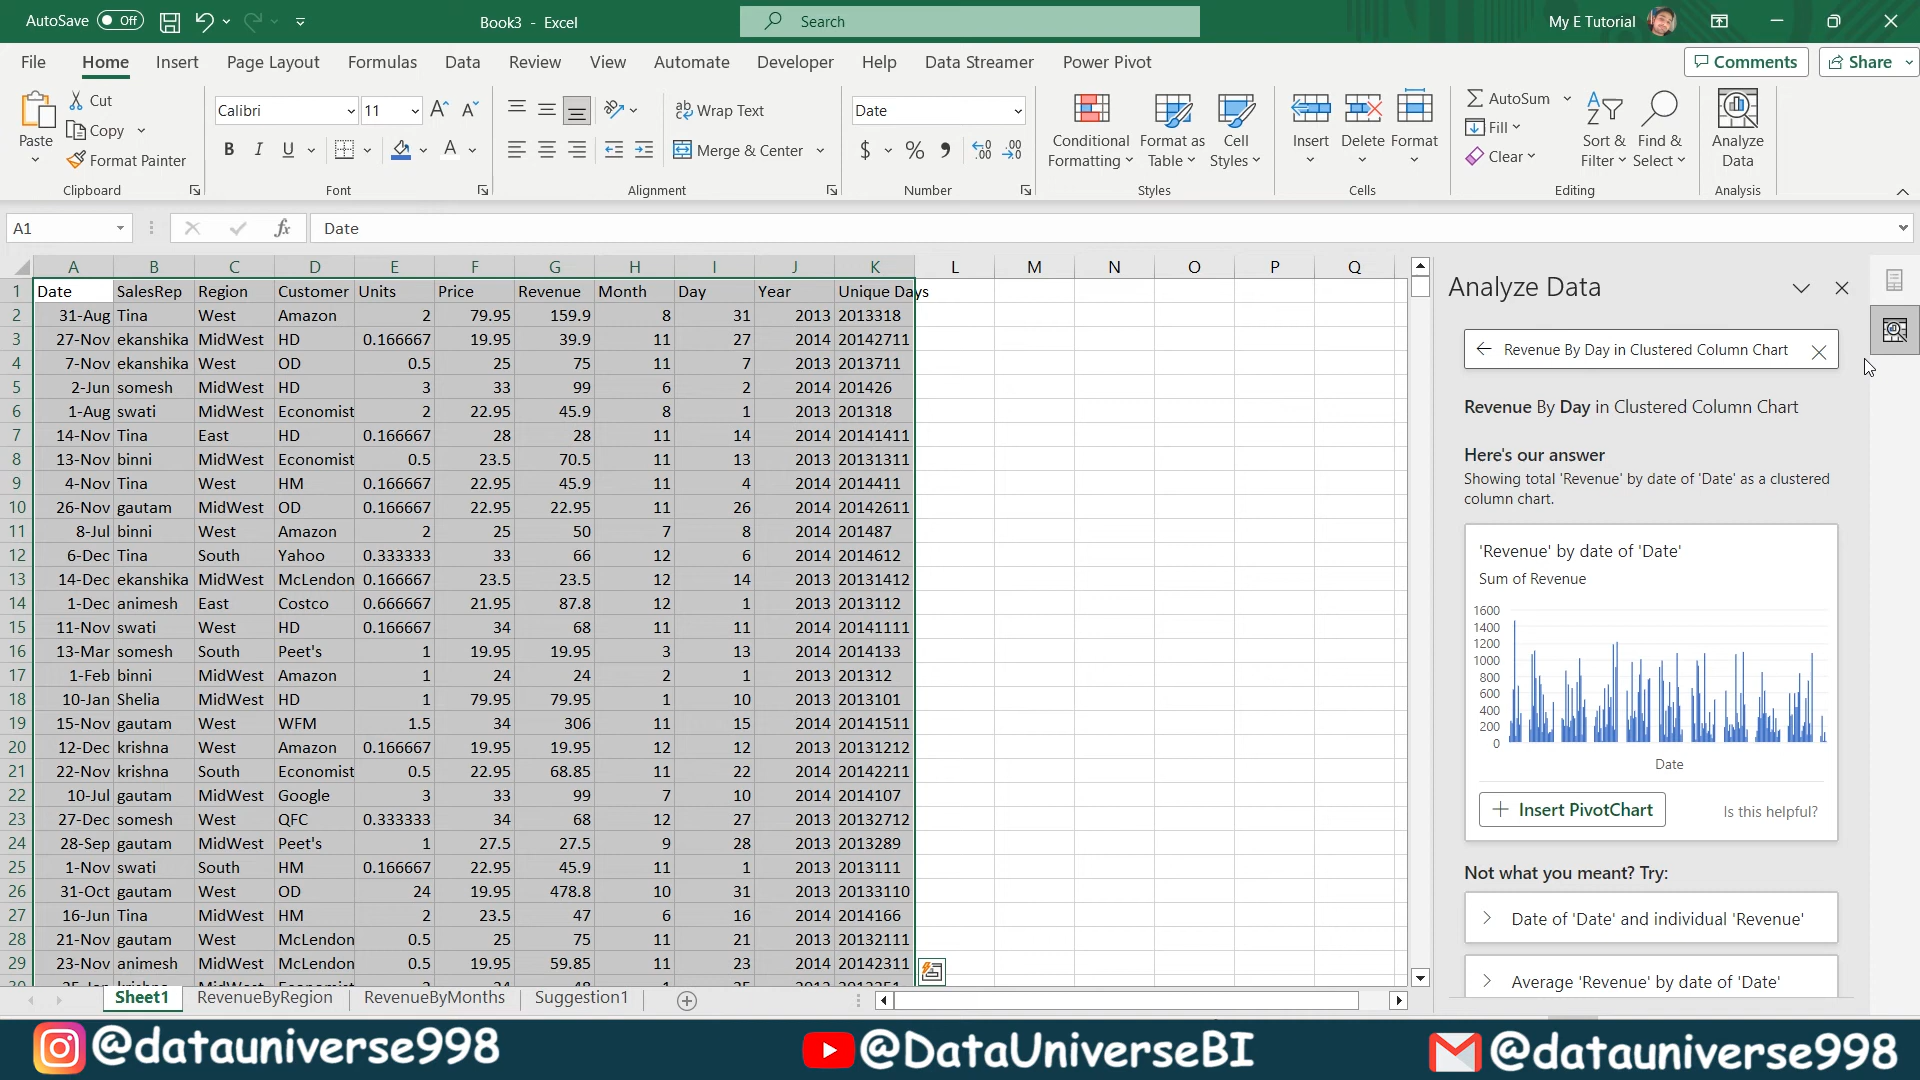 AutoSave Off Book3 - Excel Search My E Tutorial
File Home Insert Page Layout Formulas Data Review View Automate Developer Help Data Streamer Power Pivot Comments Share
Paste Cut Copy Format Painter Clipboard
Calibri 11 B I U A Font
Wrap Text Merge & Center Alignment
Date $ % Number
Conditional Formatting Format as Table Cell Styles Styles
Insert Delete Format Cells
AutoSum Fill Clear Sort & Filter Find & Select Editing
Analyze Data Analysis
A1 fx Date
A B C D E F G H I J K L M N O P Q
1 Date SalesRep Region Customer Units Price Revenue Month Day Year Unique Days
2 31-Aug Tina West Amazon 2 79.95 159.9 8 31 2013 2013318
3 27-Nov ekanshika MidWest HD 0.166667 19.95 39.9 11 27 2014 20142711
4 7-Nov ekanshika West OD 0.5 25 75 11 7 2013 2013711
5 2-Jun somesh MidWest HD 3 33 99 6 2 2014 201426
6 1-Aug swati MidWest Economist 2 22.95 45.9 8 1 2013 201318
7 14-Nov Tina East HD 0.166667 28 28 11 14 2014 20141411
8 13-Nov binni MidWest Economist 0.5 23.5 70.5 11 13 2013 20131311
9 4-Nov Tina West HM 0.166667 22.95 45.9 11 4 2014 2014411
10 26-Nov gautam MidWest OD 0.166667 22.95 22.95 11 26 2014 20142611
11 8-Jul binni West Amazon 2 25 50 7 8 2014 201487
12 6-Dec Tina South Yahoo 0.333333 33 66 12 6 2014 2014612
13 14-Dec ekanshika MidWest McLendon 0.166667 23.5 23.5 12 14 2013 20131412
14 1-Dec animesh East Costco 0.666667 21.95 87.8 12 1 2013 2013112
15 11-Nov swati West HD 0.166667 34 68 11 11 2014 20141111
16 13-Mar somesh South Peet's 1 19.95 19.95 3 13 2014 2014133
17 1-Feb binni MidWest Amazon 1 24 24 2 1 2013 201312
18 10-Jan Shelia MidWest HD 1 79.95 79.95 1 10 2013 2013101
19 15-Nov gautam West WFM 1.5 34 306 11 15 2014 20141511
20 12-Dec krishna West Amazon 0.166667 19.95 19.95 12 12 2013 20131212
21 22-Nov krishna South Economist 0.5 22.95 68.85 11 22 2014 20142211
22 10-Jul gautam MidWest Google 3 33 99 7 10 2014 2014107
23 27-Dec somesh West QFC 0.333333 34 68 12 27 2013 20132712
24 28-Sep gautam MidWest Peet's 1 27.5 27.5 9 28 2013 2013289
25 1-Nov swati South HM 0.166667 22.95 45.9 11 1 2013 2013111
26 31-Oct gautam West OD 24 19.95 478.8 10 31 2013 20133110
27 16-Jun Tina MidWest HM 2 23.5 47 6 16 2014 2014166
28 21-Nov gautam West McLendon 0.5 25 75 11 21 2013 20132111
29 23-Nov animesh MidWest McLendon 0.5 19.95 59.85 11 23 2014 20142311
Sheet1 RevenueByRegion RevenueByMonths Suggestion1
Analyze Data
Revenue By Day in Clustered Column Chart
Revenue By Day in Clustered Column Chart
Here's our answer
Showing total 'Revenue' by date of 'Date' as a clustered
column chart.
'Revenue' by date of 'Date'
Sum of Revenue
1600
1400
1200
1000
800
600
400
200
0
Date
Insert PivotChart Is this helpful?
Not what you meant? Try:
Date of 'Date' and individual 'Revenue'
Average 'Revenue' by date of 'Date'
@datauniverse998 @DataUniverseBI @datauniverse998